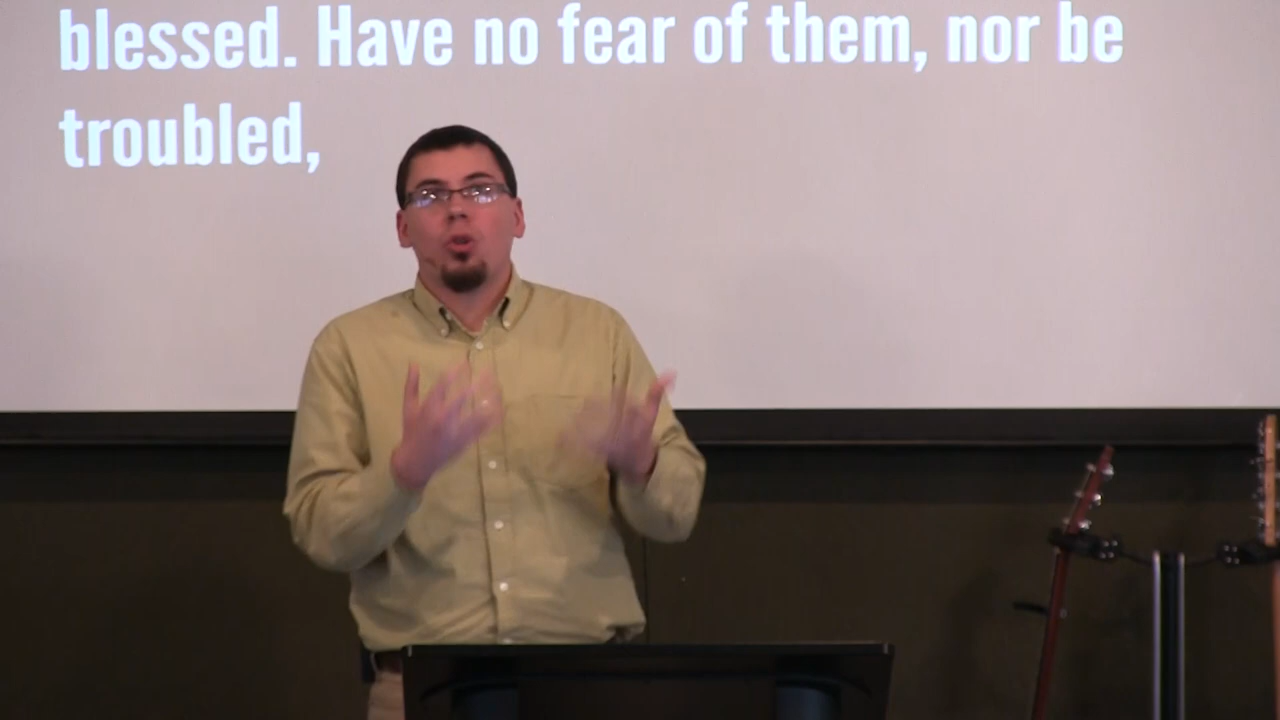 blessed. Have no fear of them, nor be
troubled,